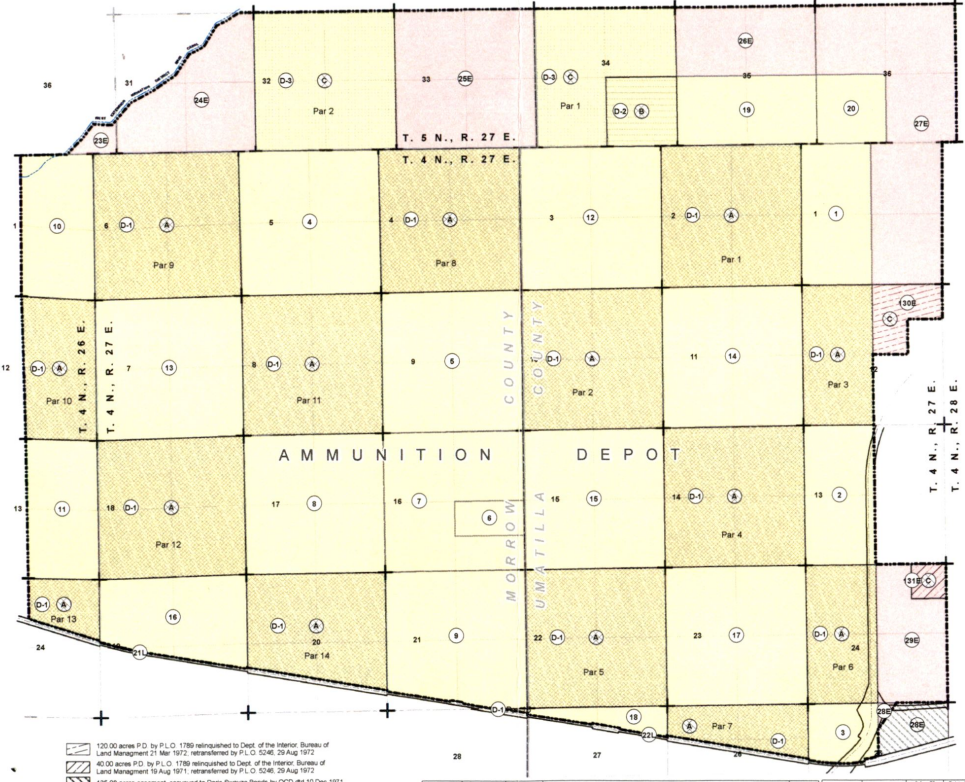 36
31
24E
23E
32 D-3 C
Par 2
33 25E
D-3 C
34
Par 1
D-2 B
26E
35
19
36
20
27E
T. 5 N., R. 27 E.
T. 4 N., R. 27 E.
1 10
6 D-1 A
Par 9
5 4
4 D-1 A
Par 8
3 12
2 D-1 A
Par 1
1 1
130E
C
12 D-1 A
Par 10
T. 4 N., R. 26 E.
T. 4 N., R. 27 E.
7 13
8 D-1 A
Par 11
9 5
COUNTY
COUNTY
D-1 A
Par 2
11 14
D-1 A
Par 3
12
T. 4 N., R. 27 E.
T. 4 N., R. 28 E.
AMMUNITION DEPOT
13 11
18 D-1 A
Par 12
17 8
16 7
6
MORROW
UMATILLA
15 15
14 D-1 A
Par 4
13 2
131E C
D-1 A
Par 13
24
16
21L
D-1 A
20
Par 14
21 9
D-1
22 D-1 A
Par 5
23 17
D-1 A
24
Par 6
29E
18
22L
A Par 7
D-1
3
28E
28E
28
27
26
120.00 acres P.D. by P.L.O. 1789 relinquished to Dept. of the Interior, Bureau of
Land Managment 21 Mar 1972; retransferred by P.L.O. 5246, 29 Aug 1972
40.00 acres P.D. by P.L.O. 1789 relinquished to Dept. of the Interior, Bureau of
Land Managment 19 Aug 1971; retransferred by P.L.O. 5246, 29 Aug 1972